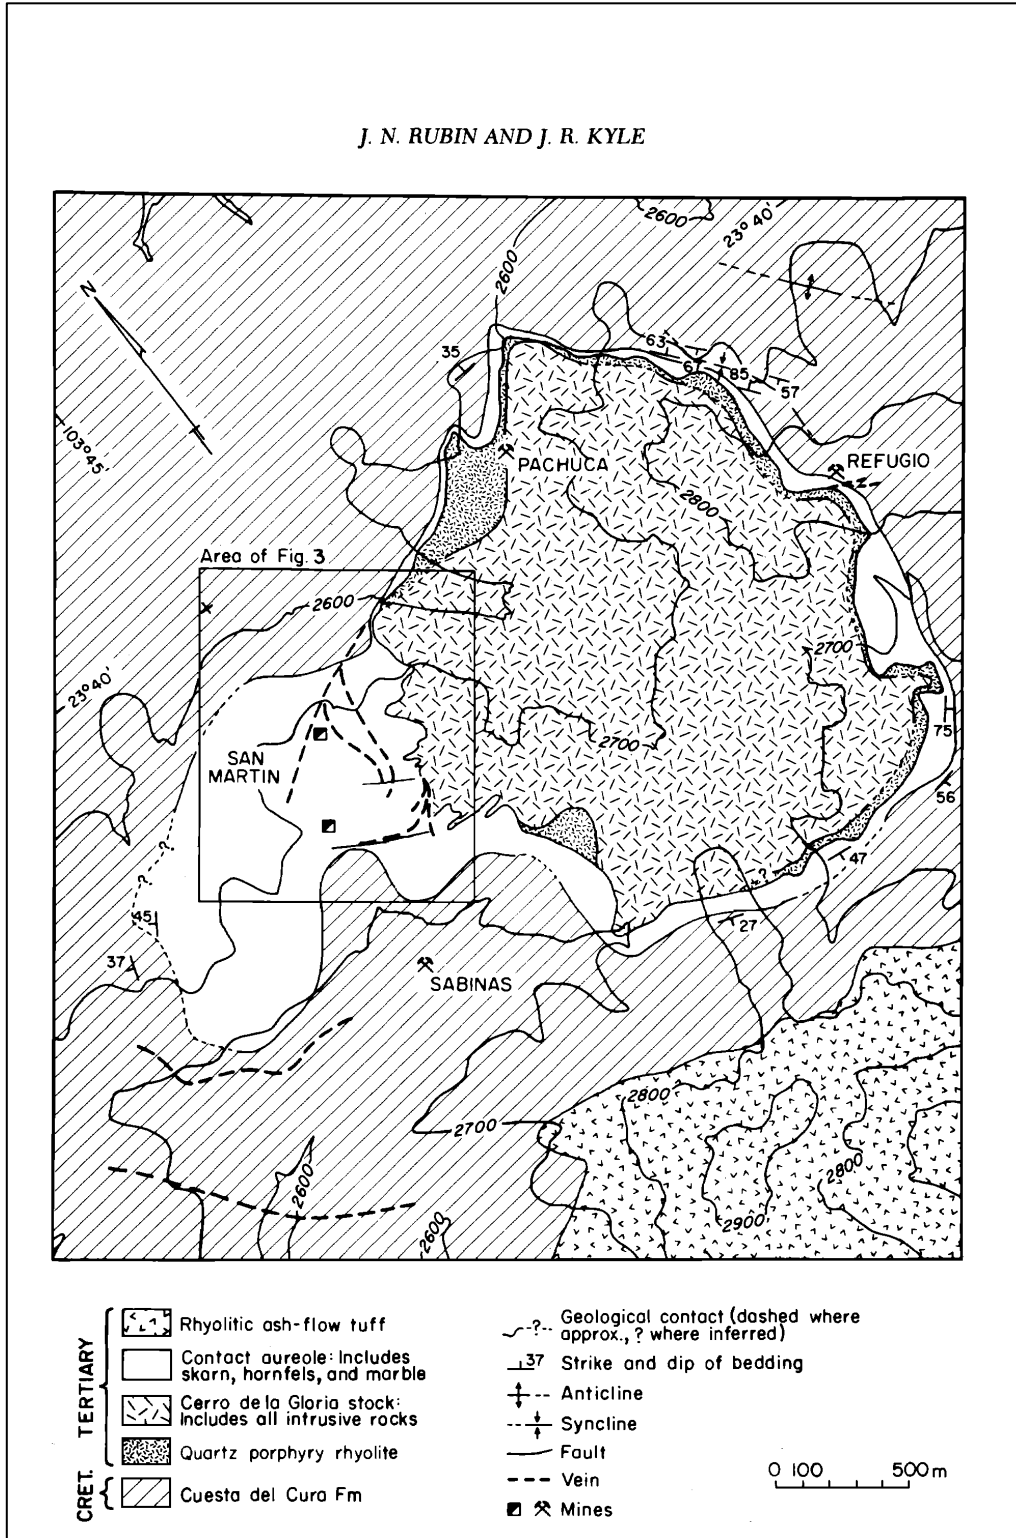 J. N. RUBIN AND J. R. KYLE
2600
23° 40'
2600
N
35
63
61
85
57
103° 45'
PACHUCA
REFUGIO
2800
Area of Fig. 3
2600
2700
23° 40'
75
2700
SAN
MARTIN
56
?
47
?
?
45
27
37
SABINAS
2800
2700
2800
2600
2900
2600
TERTIARY
Rhyolitic ash-flow tuff
Contact aureole: Includes
skarn, hornfels, and marble
Cerro de la Gloria stock:
Includes all intrusive rocks
Quartz porphyry rhyolite
CRET.
Cuesta del Cura Fm
-?-- Geological contact (dashed where
approx., ? where inferred)
37 Strike and dip of bedding
Anticline
Syncline
Fault
Vein
Mines
0 100 500 m